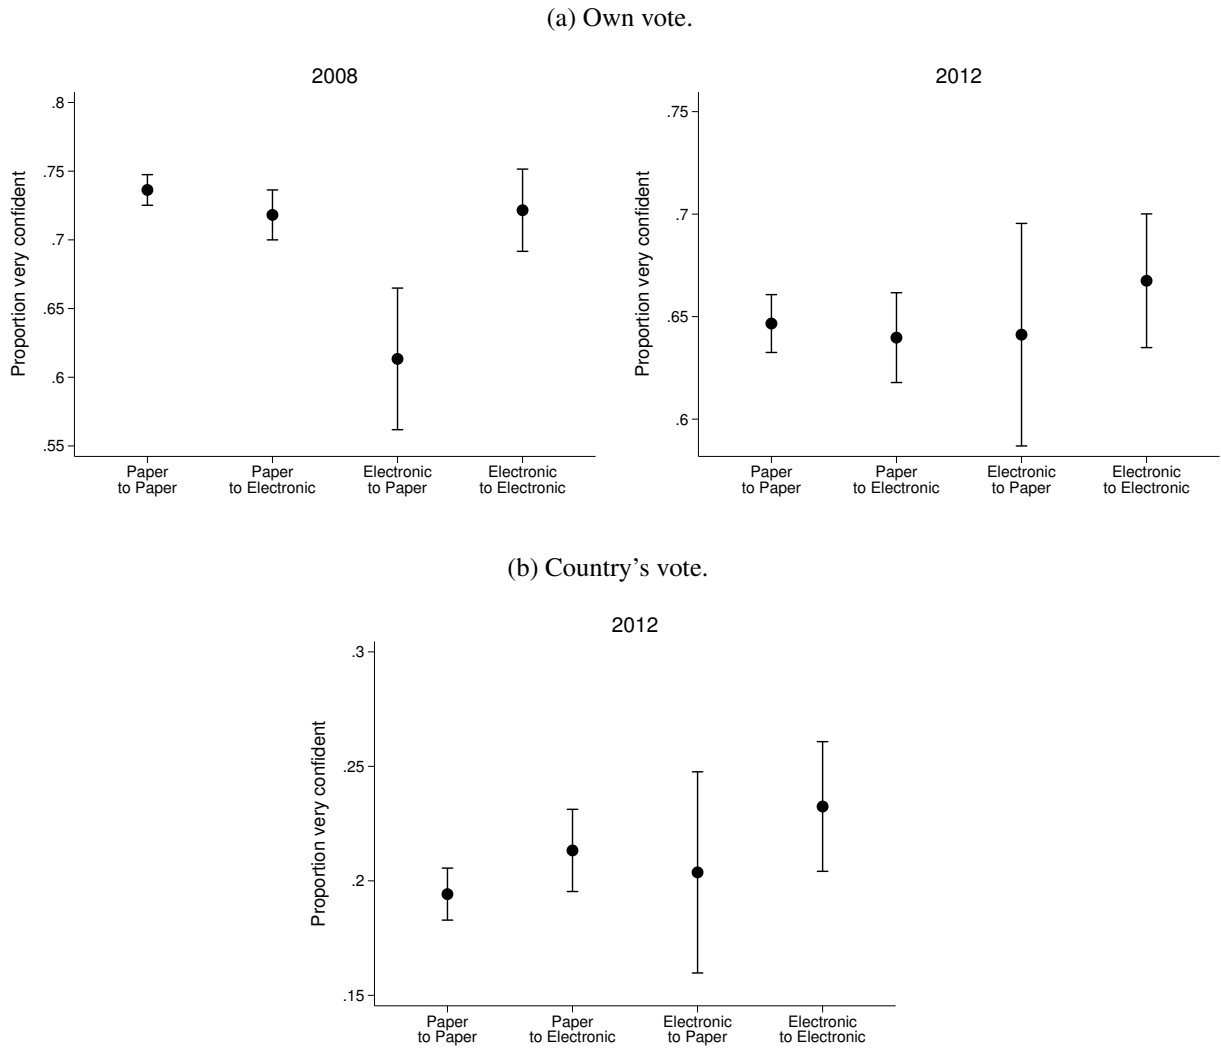 (a) Own vote.
2008
Proportion very confident
.8
.75
.7
.65
.6
.55
Paper
to Paper
Paper
to Electronic
Electronic
to Paper
Electronic
to Electronic
2012
Proportion very confident
.75
.7
.65
.6
Paper
to Paper
Paper
to Electronic
Electronic
to Paper
Electronic
to Electronic
(b) Country's vote.
2012
Proportion very confident
.3
.25
.2
.15
Paper
to Paper
Paper
to Electronic
Electronic
to Paper
Electronic
to Electronic